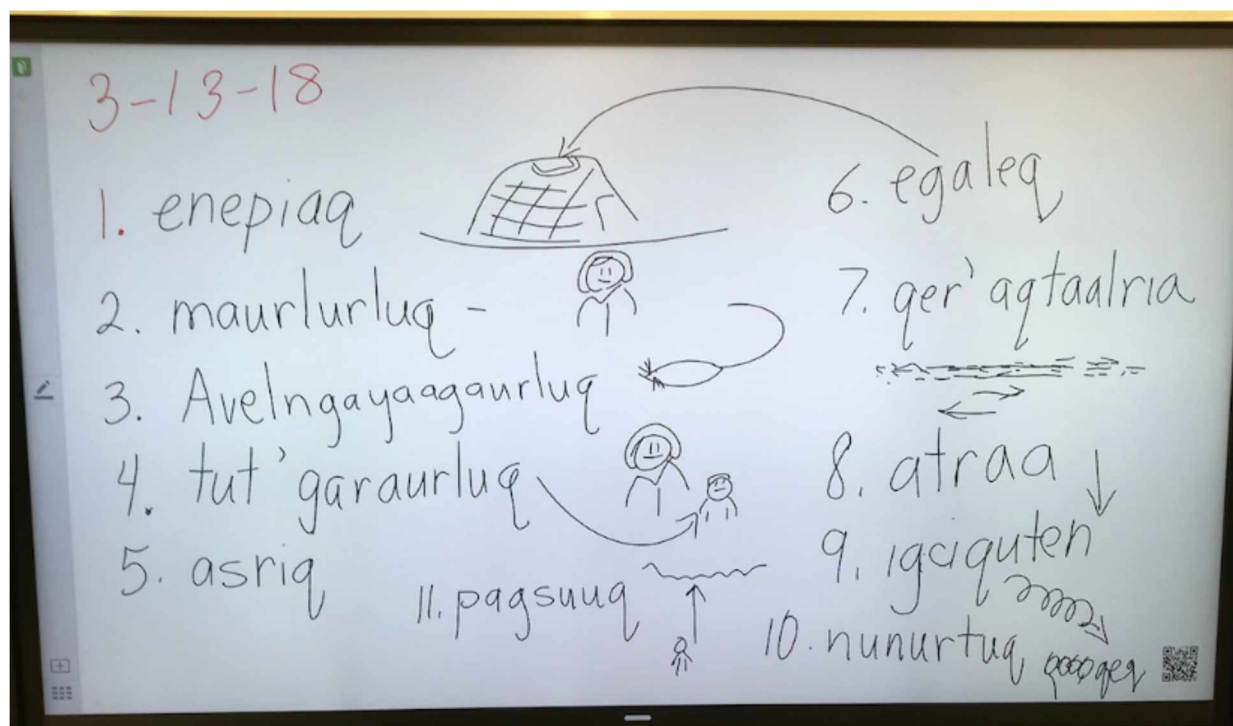 3-13-18
1. enepiaq
2. maurlurluq -
3. Avelngayaagaurluq
4. tut'garaurluq
5. asriq
6. egaleq
7. qer'aqtaalria
8. atraa
9. igciquten
10. nunurtuq
11. pagsuuq